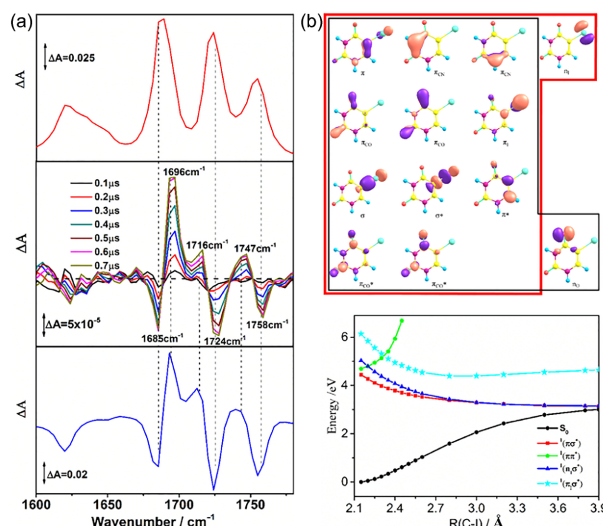 (a)
ΔA=0.025
ΔA
0.1μs
0.2μs
0.3μs
0.4μs
0.5μs
0.6μs
0.7μs
1696cm⁻¹
1716cm⁻¹
1747cm⁻¹
ΔA
ΔA=5x10⁻⁵
1685cm⁻¹
1724cm⁻¹
1758cm⁻¹
ΔA
ΔA=0.02
1600
1650
1700
1750
Wavenumber / cm⁻¹
(b)
π
π_CN
π_CN
n_I
π_CO
π_CO
π_I
σ
σ*
π*
π_CO*
π_CO*
n_O
Energy /eV
6
4
2
0
S₀
¹(πσ*)
¹(ππ*)
¹(n_Iσ*)
¹(π_Iσ*)
2.1
2.4
2.7
3.0
3.3
3.6
3.9
R(C-I) / Å